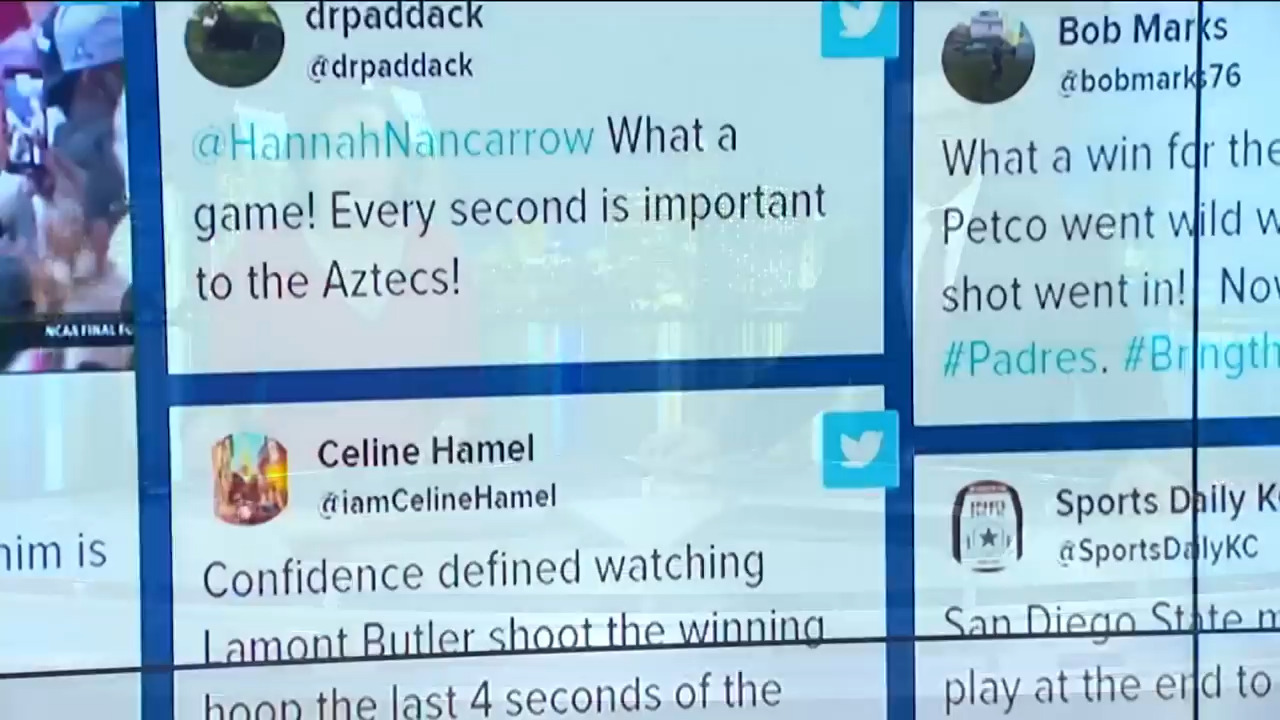 drpaddack
@drpaddack
@HannahNancarrow What a
game! Every second is important
to the Aztecs!
NCAA FINAL
him is
Celine Hamel
@iamCelineHamel
Confidence defined watching
Lamont Butler shoot the winning
hoop the last 4 seconds of the
Bob Marks
@bobmarks76
What a win for the
Petco went wild
shot went in!
#Padres.
Sports Daily
@SportsDailyKC
San Diego State
play at the end to